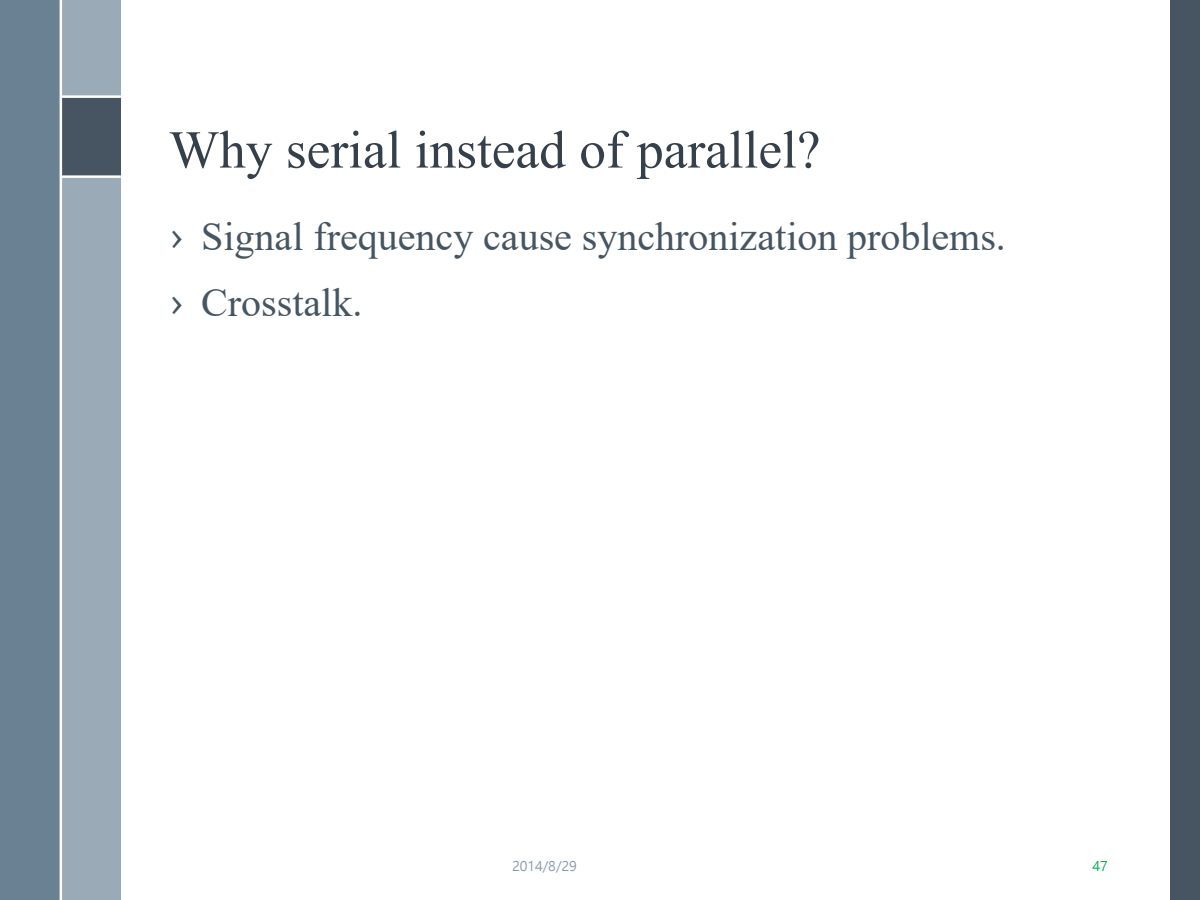 Why serial instead of parallel?
› Signal frequency cause synchronization problems.
› Crosstalk.
2014/8/29
47